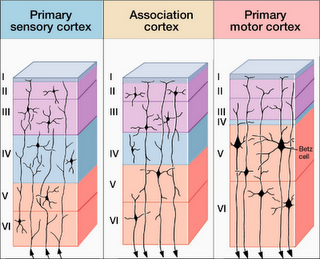 Primary
sensory cortex
Association
cortex
Primary
motor cortex
I
II
III
IV
V
VI
I
II
III
IV
V
VI
I
II
III
IV
V
VI
Betz
cell